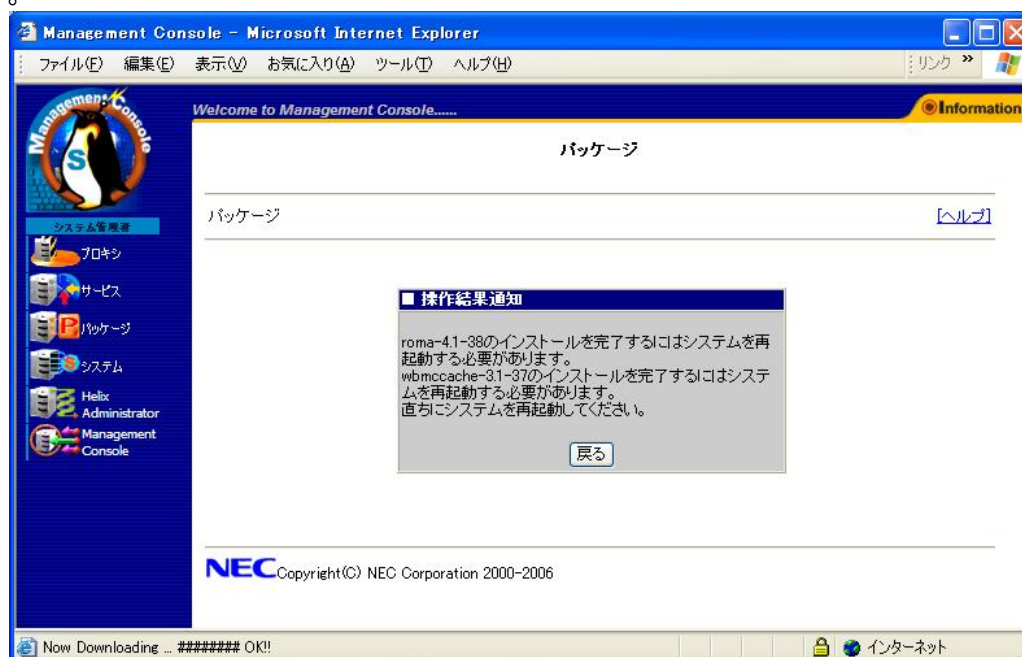 。
Management Console - Microsoft Internet Explorer
ファイル(F) 編集(E) 表示(V) お気に入り(A) ツール(T) ヘルプ(H) リンク »
Management Console
S
Welcome to Management Console......
Information
パッケージ
システム管理者
パッケージ [ヘルプ]
プロキシ
サービス
パッケージ
システム
Helix
Administrator
Management
Console
■ 操作結果通知
roma-4.1-38のインストールを完了するにはシステムを再
起動する必要があります。
wbmccache-3.1-37のインストールを完了するにはシステ
ムを再起動する必要があります。
直ちにシステムを再起動してください。
戻る
NEC Copyright(C) NEC Corporation 2000-2006
Now Downloading ... ######## OK!! インターネット